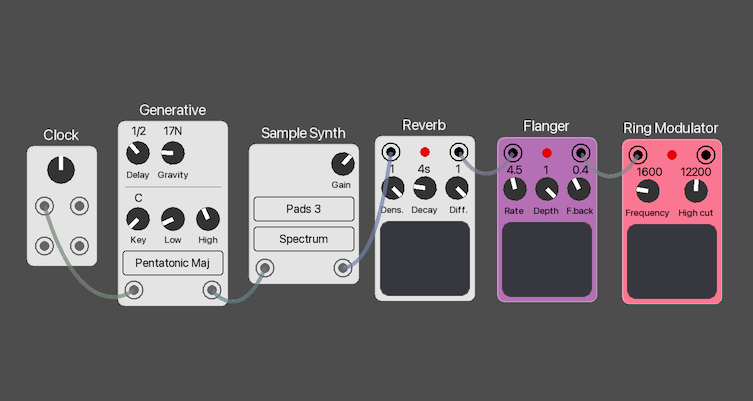 Clock
Generative
1/2 17N
Delay Gravity
C
Key Low High
Pentatonic Maj
Sample Synth
Gain
Pads 3
Spectrum
Reverb
1 4s 1
Dens. Decay Diff.
Flanger
4.5 1 0.4
Rate Depth F.back
Ring Modulator
1600 12200
Frequency High cut